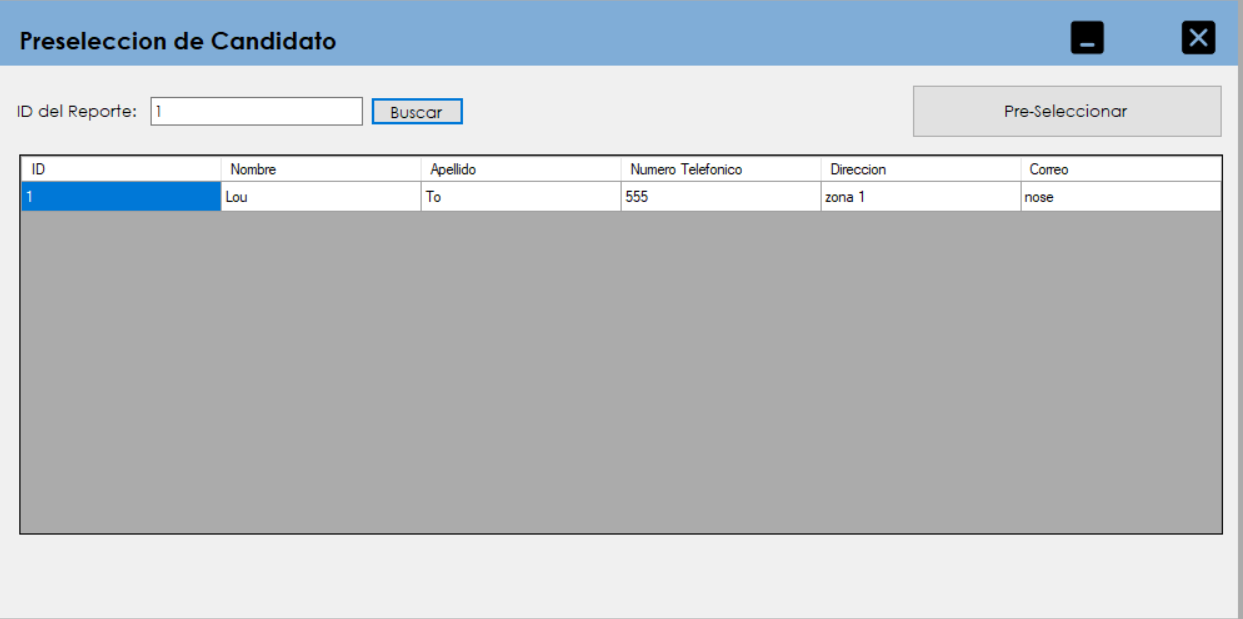 Preseleccion de Candidato
ID del Reporte: 1 Buscar Pre-Seleccionar
ID Nombre Apellido Numero Telefonico Direccion Correo
1 Lou To 555 zona 1 nose